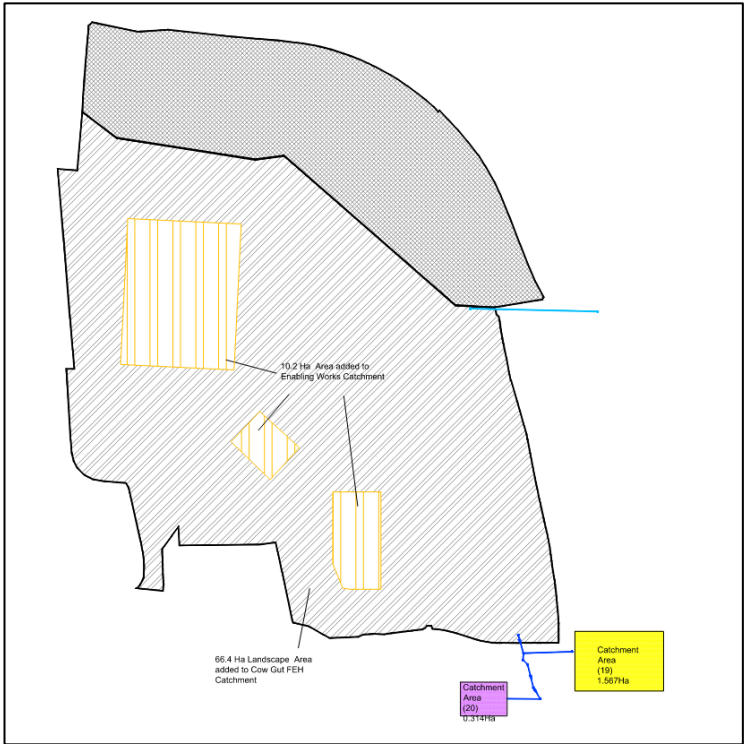 10.2 Ha Area added to
Enabling Works Catchment
66.4 Ha Landscape Area
added to Cow Gut FEH
Catchment
Catchment
Area
(19)
1.567Ha
Catchment
Area
(20)
0.314Ha